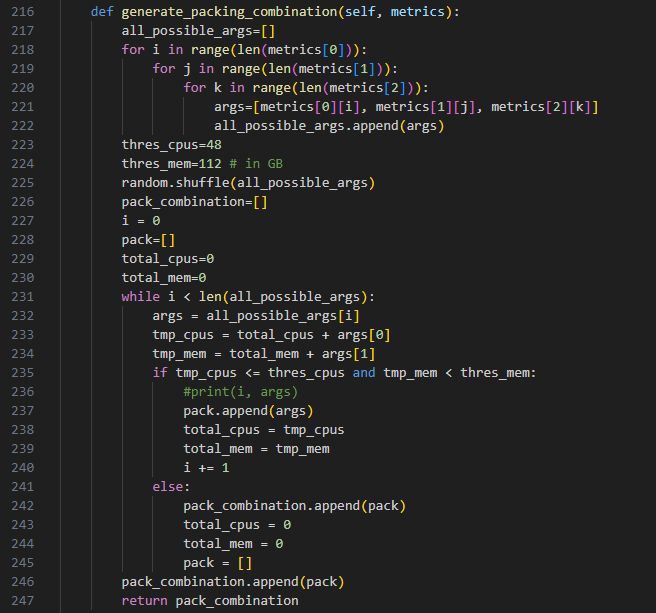 216 def generate_packing_combination(self, metrics):
217 all_possible_args=[]
218 for i in range(len(metrics[0])):
219 for j in range(len(metrics[1])):
220 for k in range(len(metrics[2])):
221 args=[metrics[0][i], metrics[1][j], metrics[2][k]]
222 all_possible_args.append(args)
223 thres_cpus=48
224 thres_mem=112 # in GB
225 random.shuffle(all_possible_args)
226 pack_combination=[]
227 i = 0
228 pack=[]
229 total_cpus=0
230 total_mem=0
231 while i < len(all_possible_args):
232 args = all_possible_args[i]
233 tmp_cpus = total_cpus + args[0]
234 tmp_mem = total_mem + args[1]
235 if tmp_cpus <= thres_cpus and tmp_mem < thres_mem:
236 #print(i, args)
237 pack.append(args)
238 total_cpus = tmp_cpus
239 total_mem = tmp_mem
240 i += 1
241 else:
242 pack_combination.append(pack)
243 total_cpus = 0
244 total_mem = 0
245 pack = []
246 pack_combination.append(pack)
247 return pack_combination